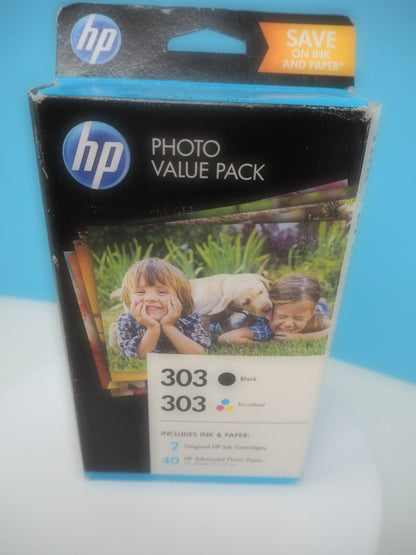 hp
SAVE
ON INK
AND PAPER*
hp
PHOTO
VALUE PACK
303 Black
303 Tri-colour
INCLUDES INK & PAPER:
2 Original HP Ink Cartridges
40 HP Advanced Photo Paper